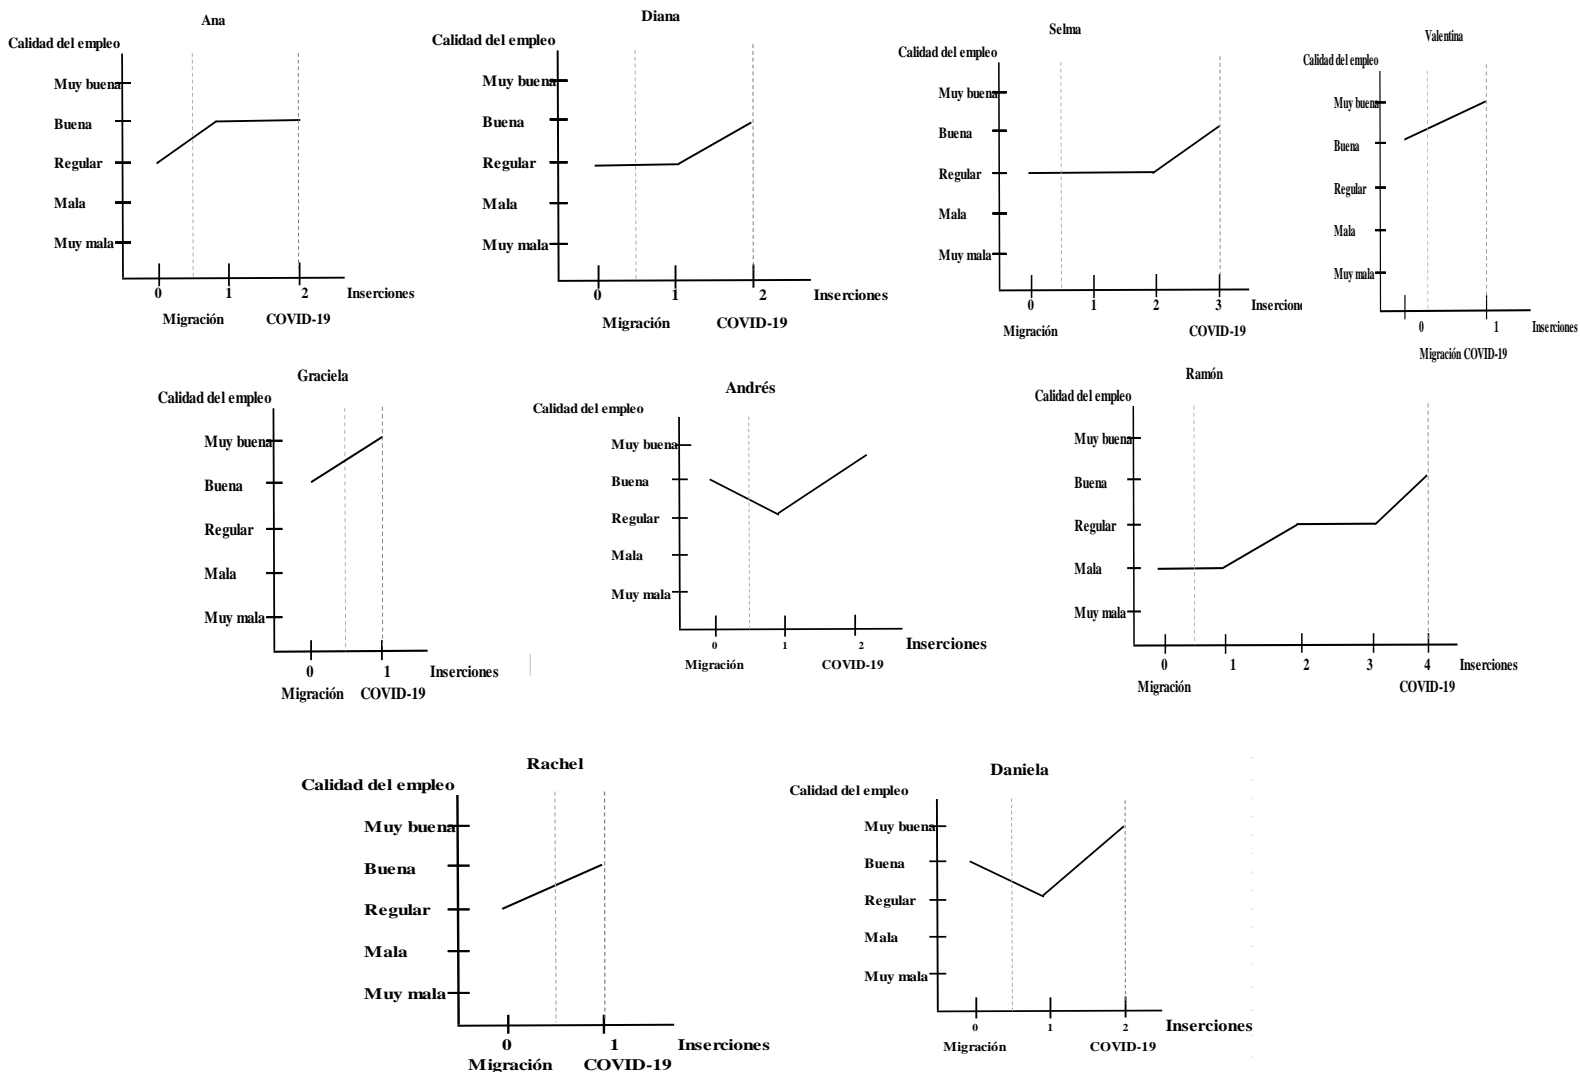 Ana
Calidad del empleo
Muy buena
Buena
Regular
Mala
Muy mala
0 1 2 Inserciones
Migración COVID-19
Diana
Calidad del empleo
Muy buena
Buena
Regular
Mala
Muy mala
0 1 2 Inserciones
Migración COVID-19
Selma
Calidad del empleo
Muy buena
Buena
Regular
Mala
Muy mala
0 1 2 3 Insercion
Migración COVID-19
Valentina
Calidad del empleo
Muy buena
Buena
Regular
Mala
Muy mala
0 1 Inserciones
Migración COVID-19
Graciela
Calidad del empleo
Muy buena
Buena
Regular
Mala
Muy mala
0 1 Inserciones
Migración COVID-19
Andrés
Calidad del empleo
Muy buena
Buena
Regular
Mala
Muy mala
0 1 2 Inserciones
Migración COVID-19
Ramón
Calidad del empleo
Muy buena
Buena
Regular
Mala
Muy mala
0 1 2 3 4 Inserciones
Migración COVID-19
Rachel
Calidad del empleo
Muy buena
Buena
Regular
Mala
Muy mala
0 1 Inserciones
Migración COVID-19
Daniela
Calidad del empleo
Muy buena
Buena
Regular
Mala
Muy mala
0 1 2 Inserciones
Migración COVID-19